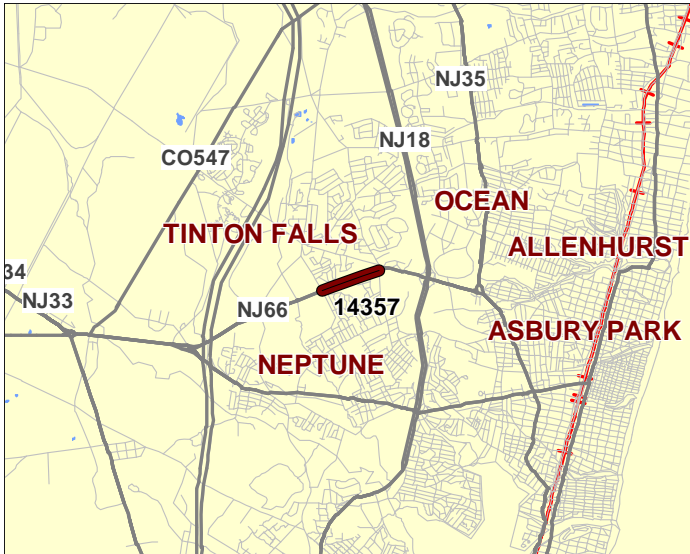 NJ35
NJ18
CO547
OCEAN
TINTON FALLS
ALLENHURST
34
NJ33
NJ66
14357
ASBURY PARK
NEPTUNE